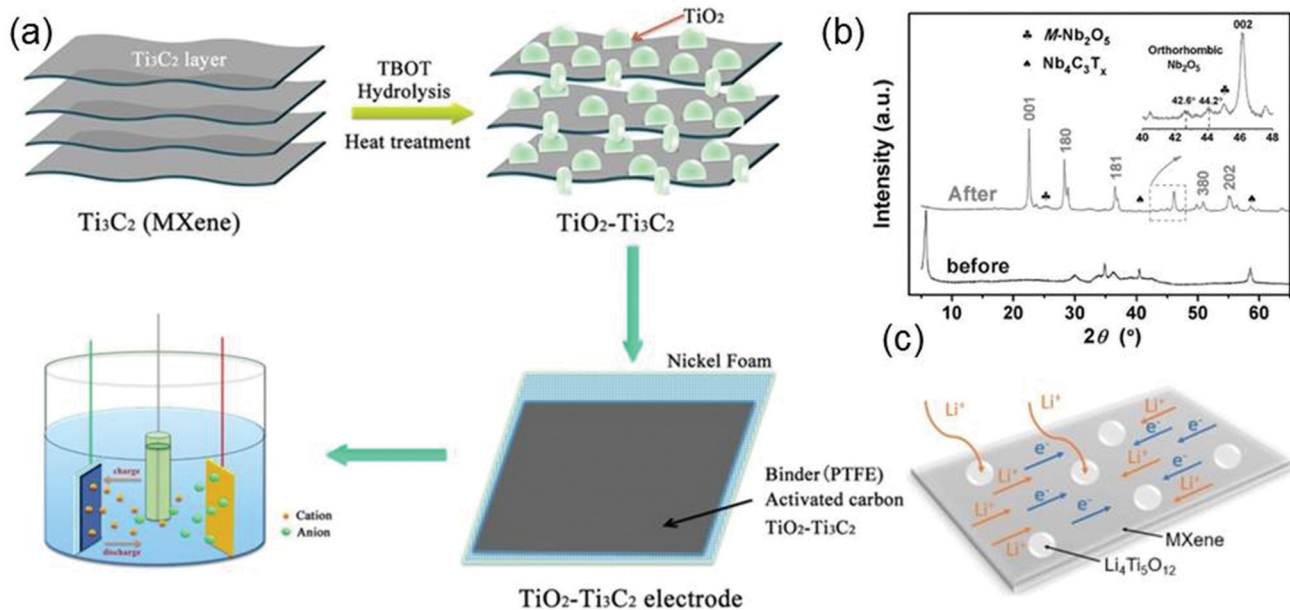 (a)
TiO2
Ti3C2 layer
TBOT
Hydrolysis
Heat treatment
Ti3C2 (MXene)
TiO2-Ti3C2
Nickel Foam
Binder(PTFE)
Activated carbon
TiO2-Ti3C2
TiO2-Ti3C2 electrode
charge
discharge
Cation
Anion
(b)
Intensity (a.u.)
♣ M-Nb2O5
♠ Nb4C3Tx
Orthorhombic
Nb2O5
002
42.6° 44.2° ♣
40 42 44 46 48
001
180
181
380
202
♣ ♠ ♠
After
before
10 20 30 40 50 60
2θ (°)
(c)
Li+ Li+ Li+
e- e- e-
Li+ e- Li+
Li+ e- Li+
e-
Li+
MXene
Li4Ti5O12